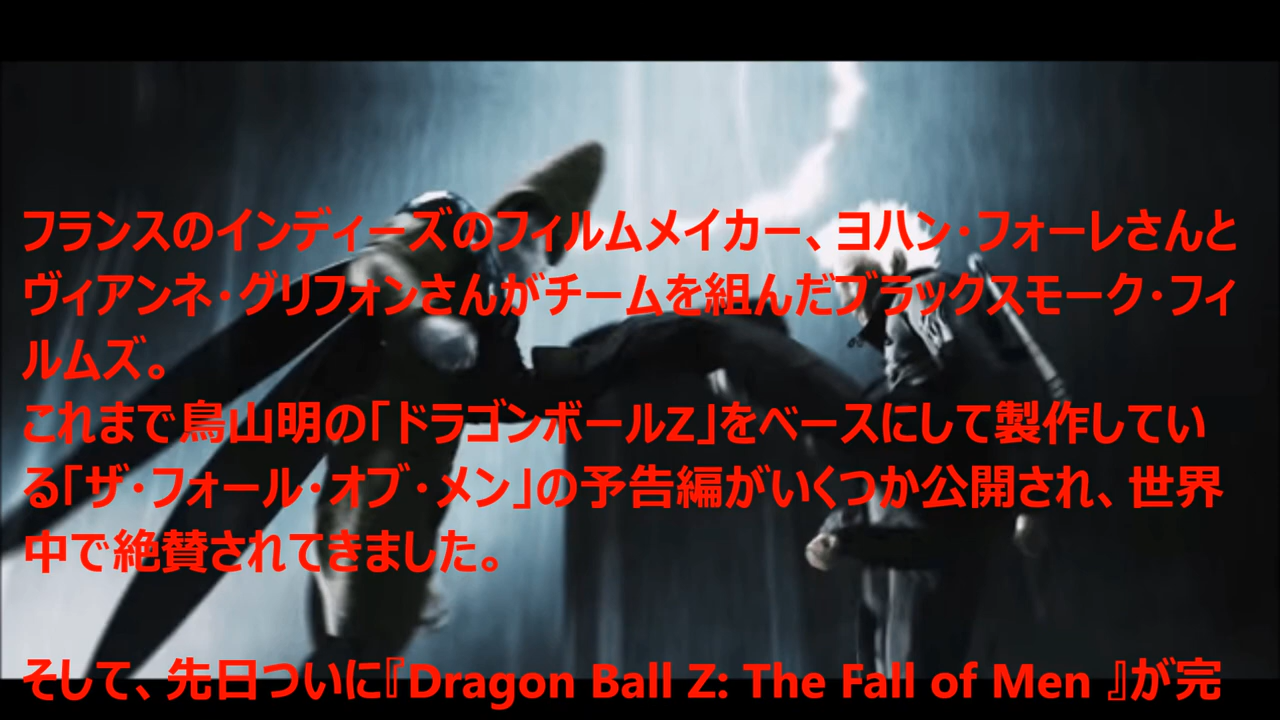 フランスのインディーズのフィルムメイカー、ヨハン・フォーレさんと
ヴィアンネ・グリフォンさんがチームを組んだブラックスモーク・フィ
ルムズ。
これまで鳥山明の「ドラゴンボールZ」をベースにして製作してい
る「ザ・フォール・オブ・メン」の予告編がいくつか公開され、世界
中で絶賛されてきました。
そして、先日ついに『Dragon Ball Z: The Fall of Men 』が完